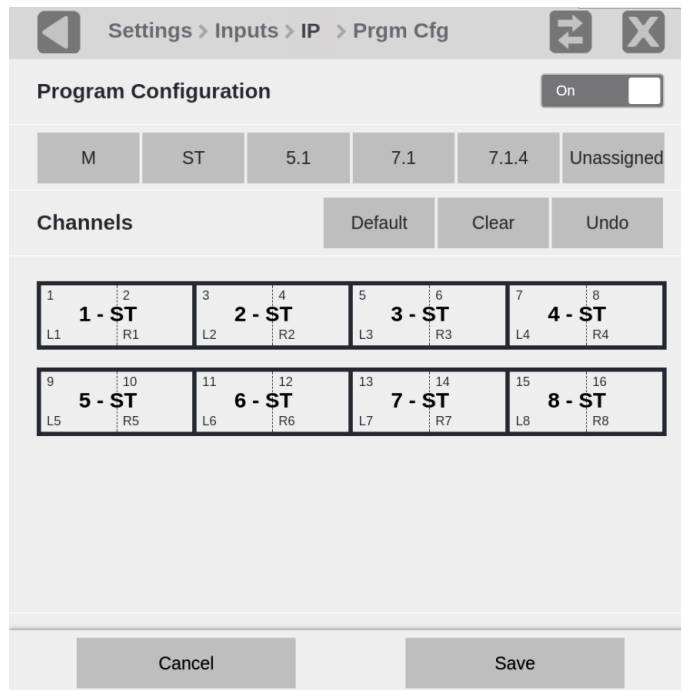 Settings > Inputs > IP > Prgm Cfg
Program Configuration On
M ST 5.1 7.1 7.1.4 Unassigned
Channels Default Clear Undo
1 2 3 4 5 6 7 8
1 - ST 2 - ST 3 - ST 4 - ST
L1 R1 L2 R2 L3 R3 L4 R4
9 10 11 12 13 14 15 16
5 - ST 6 - ST 7 - ST 8 - ST
L5 R5 L6 R6 L7 R7 L8 R8
Cancel Save